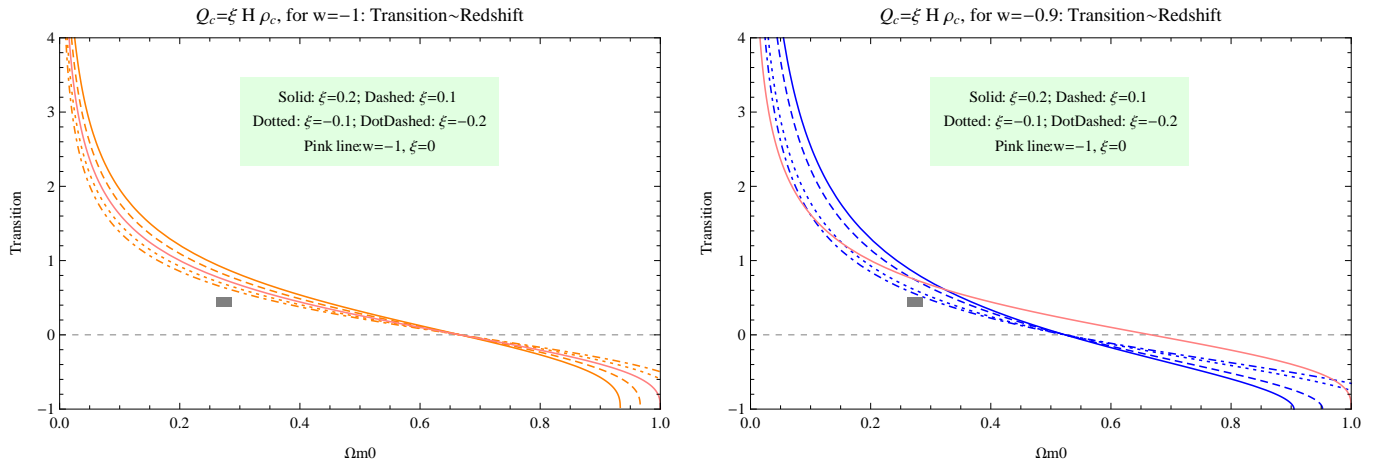 Q_c=ξ H ρ_c, for w=−1: Transition~Redshift
Transition
4
3
2
1
0
−1
Solid: ξ=0.2; Dashed: ξ=0.1
Dotted: ξ=−0.1; DotDashed: ξ=−0.2
Pink line:w=−1, ξ=0
0.0 0.2 0.4 0.6 0.8 1.0
Ωm0
Q_c=ξ H ρ_c, for w=−0.9: Transition~Redshift
Transition
4
3
2
1
0
−1
Solid: ξ=0.2; Dashed: ξ=0.1
Dotted: ξ=−0.1; DotDashed: ξ=−0.2
Pink line:w=−1, ξ=0
0.0 0.2 0.4 0.6 0.8 1.0
Ωm0